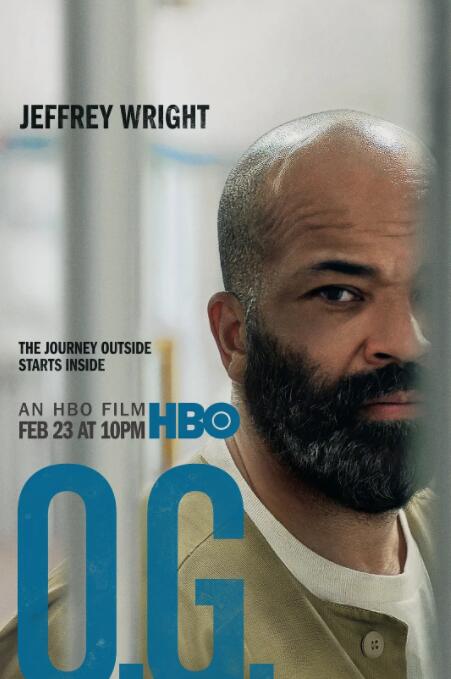 JEFFREY WRIGHT
THE JOURNEY OUTSIDE
STARTS INSIDE
AN HBO FILM
FEB 23 AT 10PM HBO
O.G.